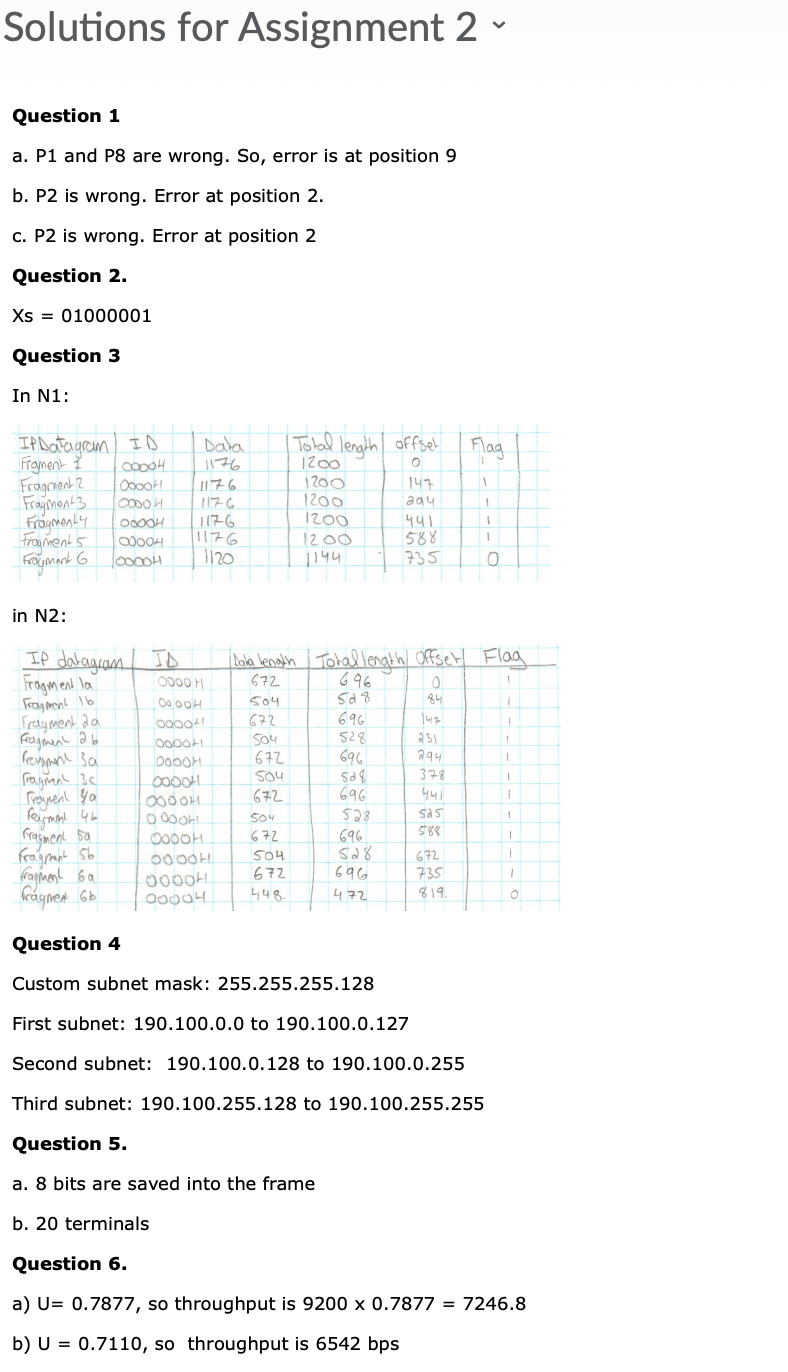 Solutions for Assignment 2
Question 1
a. P1 and P8 are wrong. So, error is at position 9
b. P2 is wrong. Error at position 2.
c. P2 is wrong. Error at position 2
Question 2.
Xs = 01000001
Question 3
In N1:
IP Datagram ID Data Total length offset Flag
Fragment 1 0000H 1176 1200 0 1
Fragment 2 0000H 1176 1200 147 1
Fragment 3 0000H 1176 1200 294 1
Fragment 4 0000H 1176 1200 441 1
Fragment 5 0000H 1176 1200 588 1
Fragment 6 0000H 1120 1144 735 0
in N2:
IP datagram ID Data length Total length Offset Flag
Fragment 1a 0000H 672 696 0 1
Fragment 1b 0000H 504 528 84 1
Fragment 2a 0000H 672 696 147 1
Fragment 2b 0000H 504 528 231 1
Fragment 3a 0000H 672 696 294 1
Fragment 3c 0000H 504 528 378 1
Fragment 4a 0000H 672 696 441 1
Fragment 4b 0000H 504 528 525 1
Fragment 5a 0000H 672 696 588 1
Fragment 5b 0000H 504 528 672 1
Fragment 6a 0000H 672 696 735 1
Fragment 6b 0000H 448 472 819 0
Question 4
Custom subnet mask: 255.255.255.128
First subnet: 190.100.0.0 to 190.100.0.127
Second subnet: 190.100.0.128 to 190.100.0.255
Third subnet: 190.100.255.128 to 190.100.255.255
Question 5.
a. 8 bits are saved into the frame
b. 20 terminals
Question 6.
a) U= 0.7877, so throughput is 9200 x 0.7877 = 7246.8
b) U = 0.7110, so throughput is 6542 bps